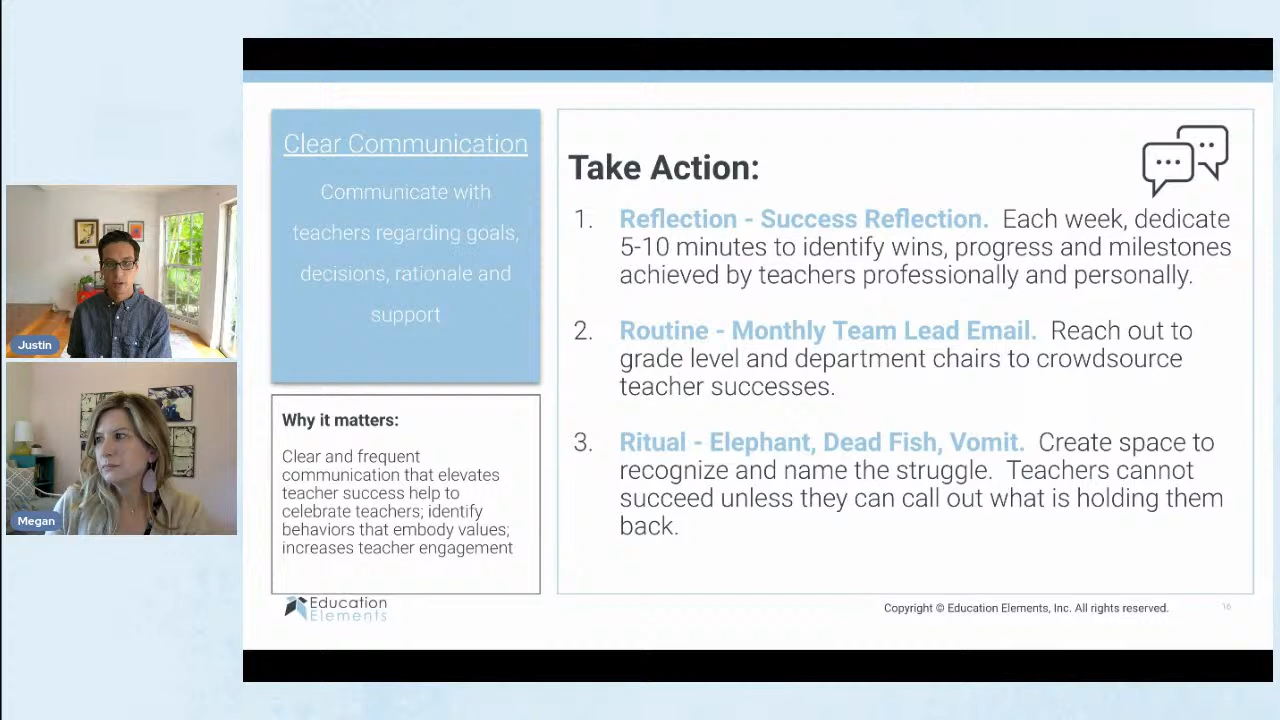 Clear Communication
Communicate with
teachers regarding goals,
decisions, rationale and
support
Why it matters:
Clear and frequent
communication that elevates
teacher success help to
celebrate teachers; identify
behaviors that embody values;
increases teacher engagement
Take Action:
1. Reflection - Success Reflection. Each week, dedicate
5-10 minutes to identify wins, progress and milestones
achieved by teachers professionally and personally.
2. Routine - Monthly Team Lead Email. Reach out to
grade level and department chairs to crowdsource
teacher successes.
3. Ritual - Elephant, Dead Fish, Vomit. Create space to
recognize and name the struggle. Teachers cannot
succeed unless they can call out what is holding them
back.
Education
Elements
Copyright © Education Elements, Inc. All rights reserved.
16
Justin
Megan